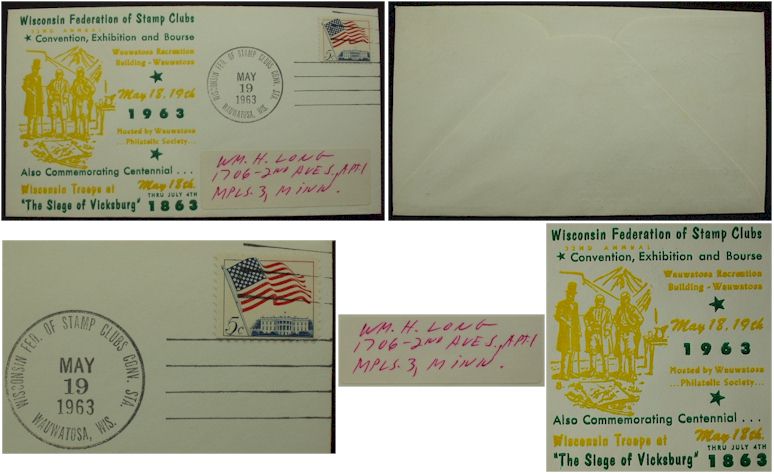 Wisconsin Federation of Stamp Clubs
32ND ANNUAL
★ Convention, Exhibition and Bourse
Wauwatosa Recreation
Building - Wauwatosa
May 18, 19th
1963
Hosted by Wauwatosa
... Philatelic Society...
Also Commemorating Centennial . . .
Wisconsin Troops at
May 18th.
THRU JULY 4TH
"The Siege of Vicksburg" 1863
WISCONSIN FER. OF STAMP CLUBS CONV. STA.
MAY
19
1963
WAUWATOSA, WIS.
5c
WM. H. LONG
1706-2ND AVE S., APT.1
MPLS. 3, MINN.
WISCONSIN FER. OF STAMP CLUBS CONV. STA.
MAY
19
1963
WAUWATOSA, WIS.
5c
WM. H. LONG
1706-2ND AVE S., APT.1
MPLS. 3, MINN.
Wisconsin Federation of Stamp Clubs
32ND ANNUAL
★ Convention, Exhibition and Bourse
Wauwatosa Recreation
Building - Wauwatosa
May 18, 19th
1963
Hosted by Wauwatosa
...Philatelic Society...
Also Commemorating Centennial . . .
Wisconsin Troops at
May 18th.
THRU JULY 4TH
"The Siege of Vicksburg" 1863